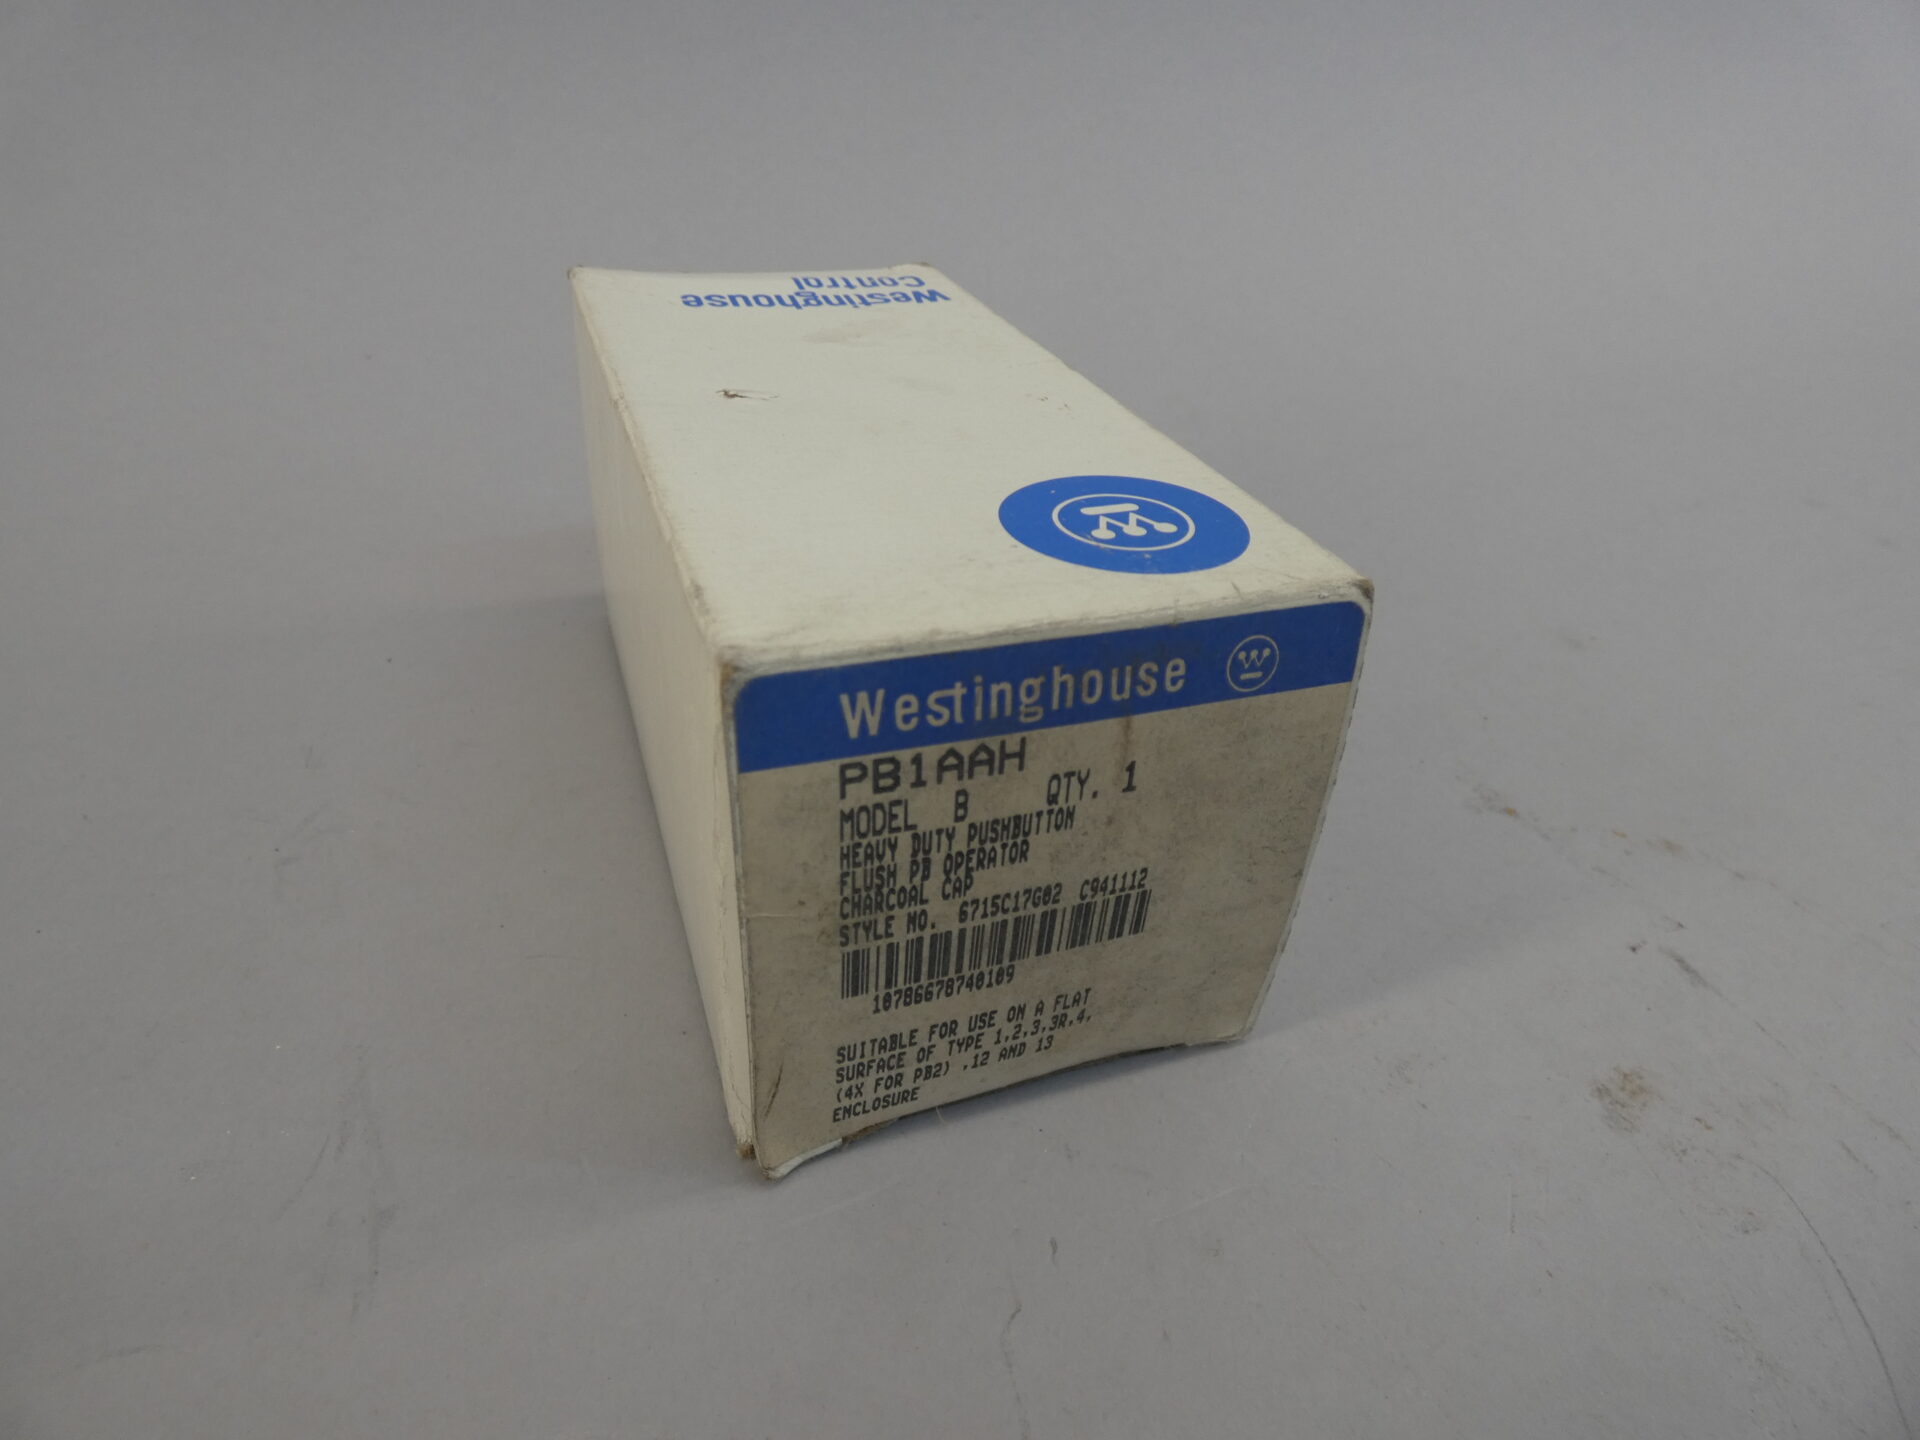 Westinghouse
Control
Westinghouse
PB1AAH
MODEL B QTY. 1
HEAVY DUTY PUSHBUTTON
FLUSH PB OPERATOR
CHARCOAL CAP
STYLE NO. 6715C17G02 C941112
10786678740109
SUITABLE FOR USE ON A FLAT
SURFACE OF TYPE 1,2,3,3R,4,
(4X FOR PB2) ,12 AND 13
ENCLOSURE